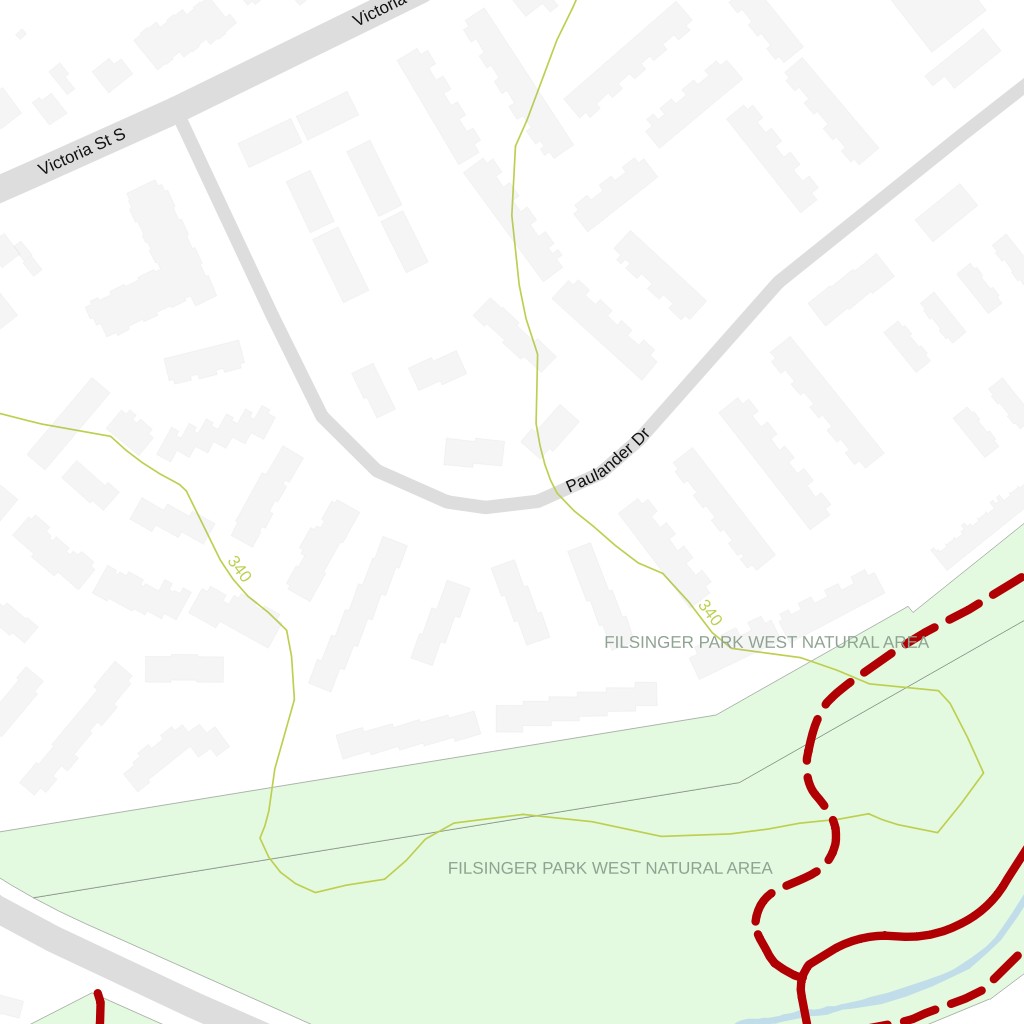 Victoria
Victoria St S
Paulander Dr
340
340
FILSINGER PARK WEST NATURAL AREA
FILSINGER PARK WEST NATURAL AREA